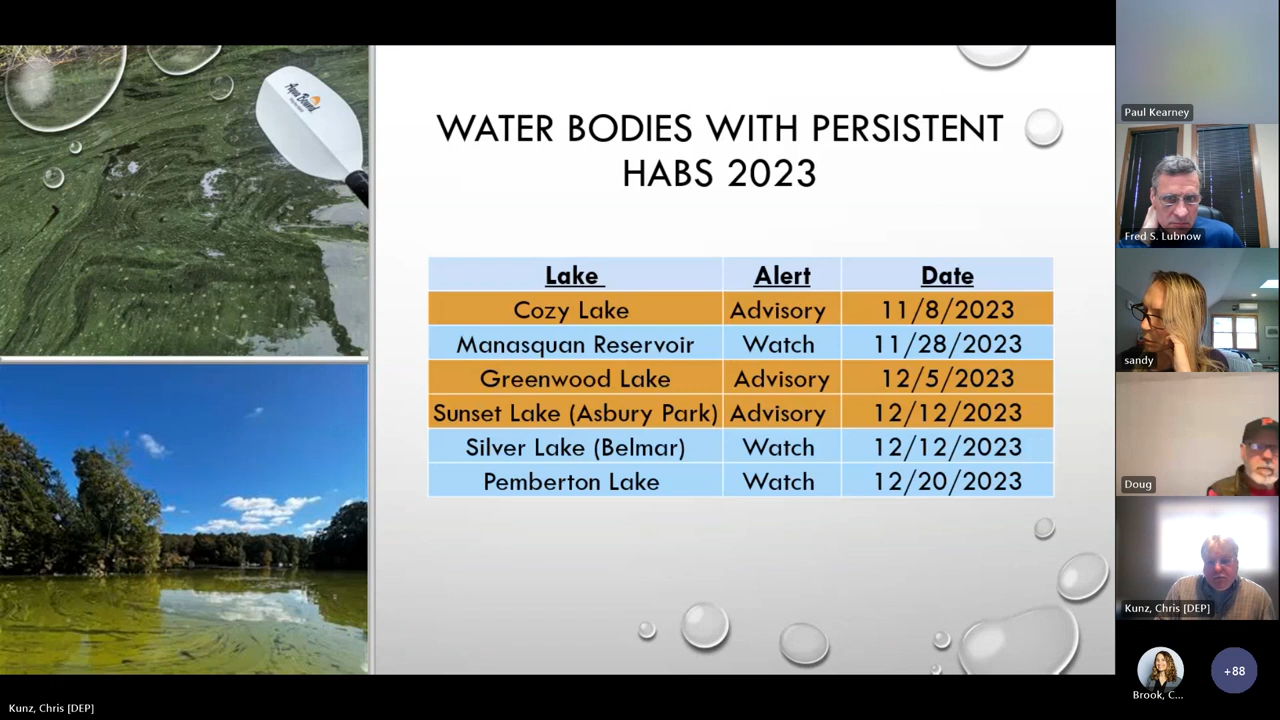 WATER BODIES WITH PERSISTENT
HABS 2023
Lake Alert Date
Cozy Lake Advisory 11/8/2023
Manasquan Reservoir Watch 11/28/2023
Greenwood Lake Advisory 12/5/2023
Sunset Lake (Asbury Park) Advisory 12/12/2023
Silver Lake (Belmar) Watch 12/12/2023
Pemberton Lake Watch 12/20/2023
Aqua Bound
Paul Kearney
Fred S. Lubnow
sandy
Doug
Kunz, Chris [DEP]
Brook, C...
+88
Kunz, Chris [DEP]